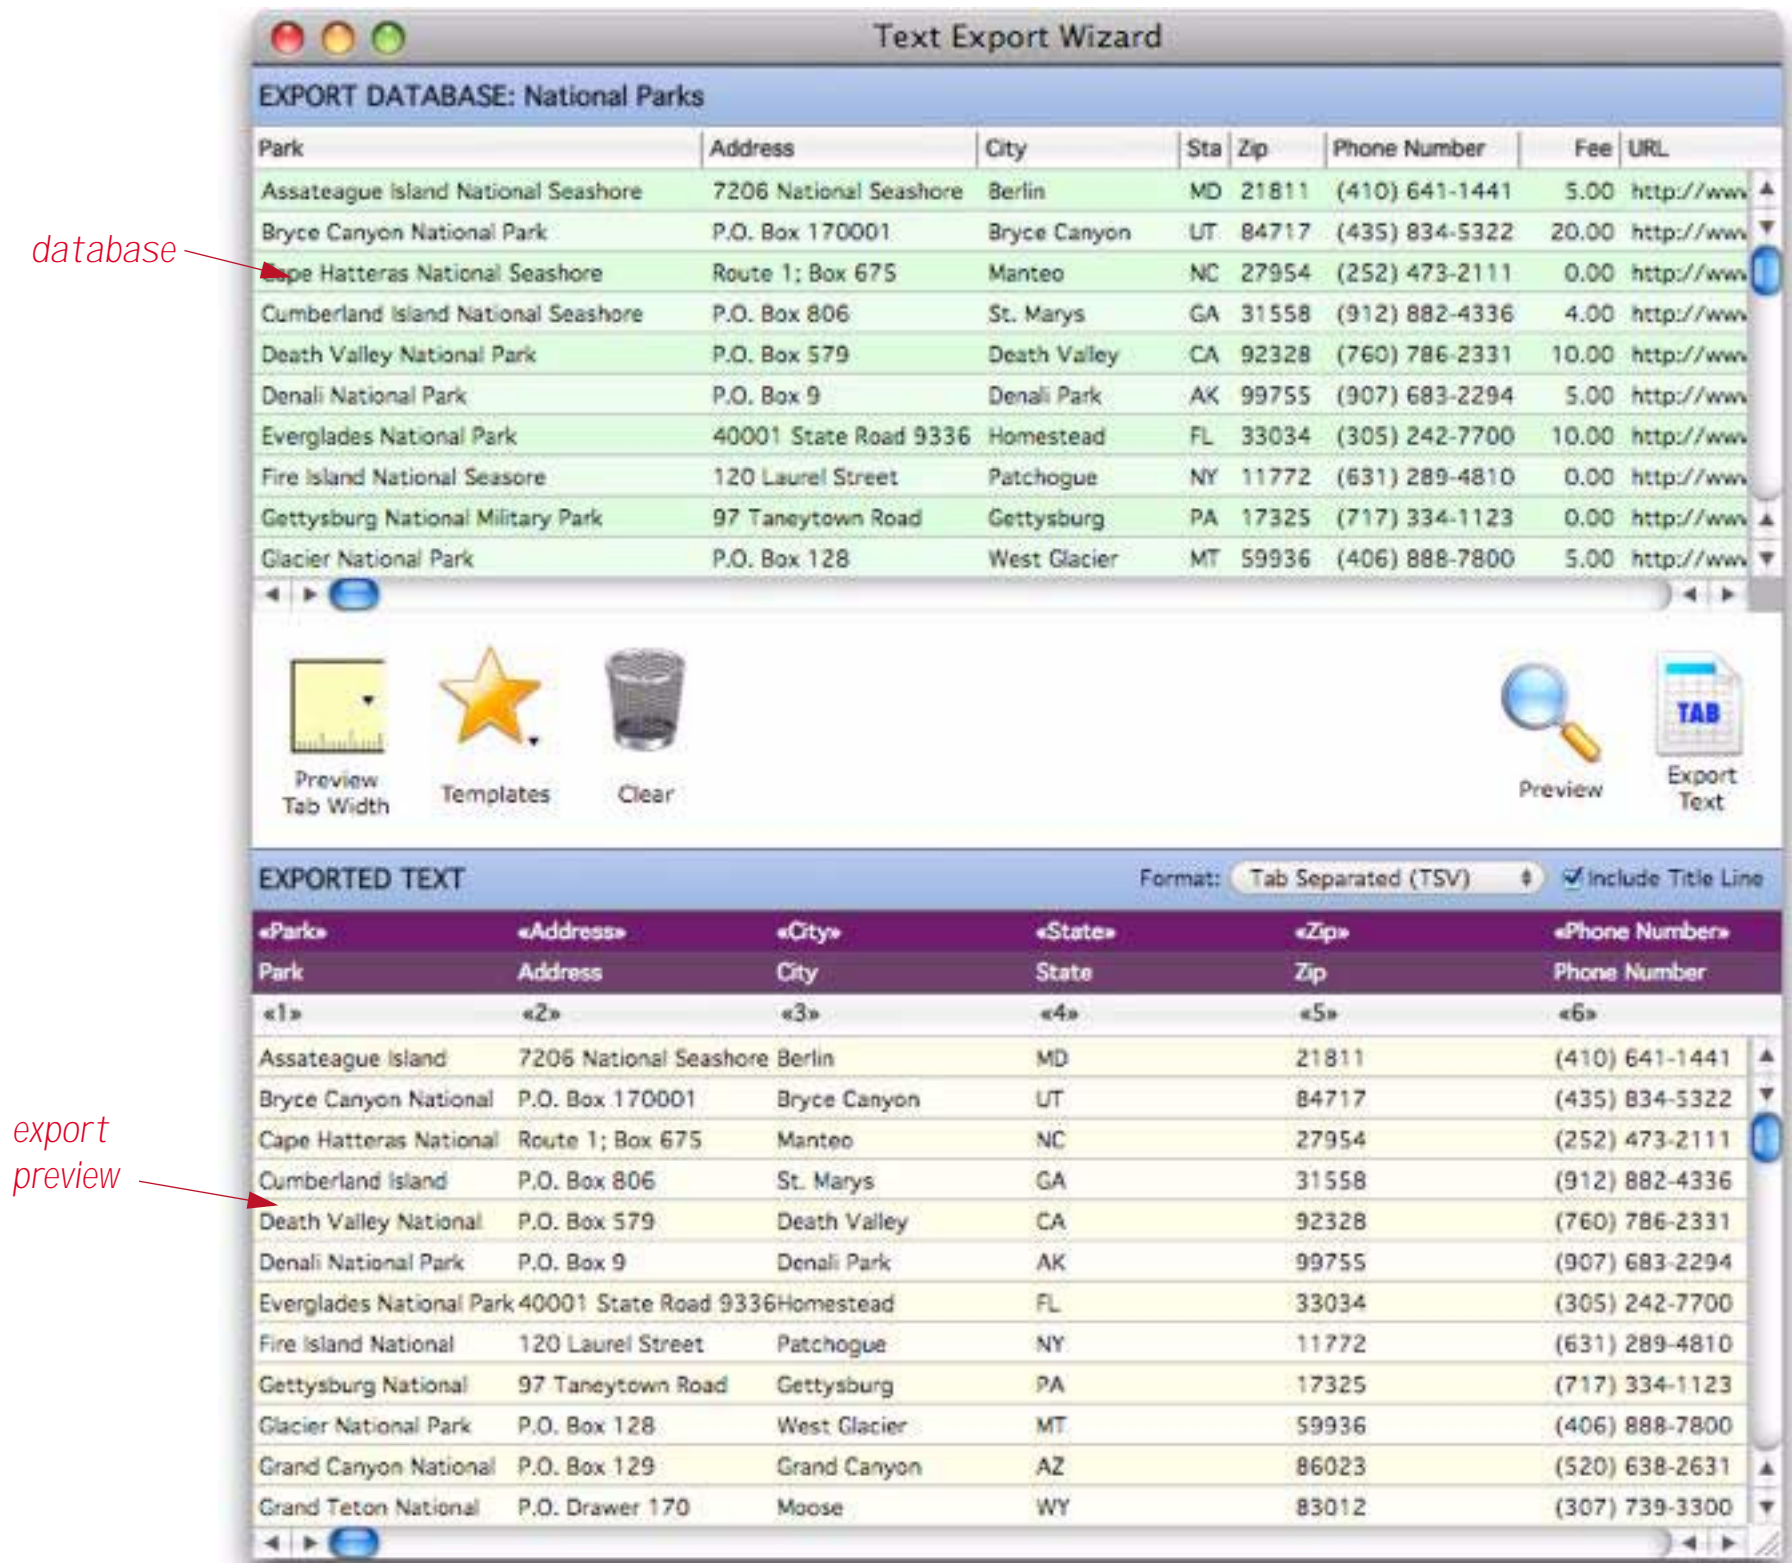 Text Export Wizard
EXPORT DATABASE: National Parks
Park Address City Sta Zip Phone Number Fee URL
Assateague Island National Seashore 7206 National Seashore Berlin MD 21811 (410) 641-1441 5.00 http://www
Bryce Canyon National Park P.O. Box 170001 Bryce Canyon UT 84717 (435) 834-5322 20.00 http://www
database
Cape Hatteras National Seashore Route 1; Box 675 Manteo NC 27954 (252) 473-2111 0.00 http://www
Cumberland Island National Seashore P.O. Box 806 St. Marys GA 31558 (912) 882-4336 4.00 http://www
Death Valley National Park P.O. Box 579 Death Valley CA 92328 (760) 786-2331 10.00 http://www
Denali National Park P.O. Box 9 Denali Park AK 99755 (907) 683-2294 5.00 http://www
Everglades National Park 40001 State Road 9336 Homestead FL 33034 (305) 242-7700 10.00 http://www
Fire Island National Seasore 120 Laurel Street Patchogue NY 11772 (631) 289-4810 0.00 http://www
Gettysburg National Military Park 97 Taneytown Road Gettysburg PA 17325 (717) 334-1123 0.00 http://www
Glacier National Park P.O. Box 128 West Glacier MT 59936 (406) 888-7800 5.00 http://www
TAB
Preview
Tab Width
Templates
Clear
Preview
Export
Text
EXPORTED TEXT Format: Tab Separated (TSV) Include Title Line
«Park» «Address» «City» «State» «Zip» «Phone Number»
Park Address City State Zip Phone Number
«1» «2» «3» «4» «5» «6»
Assateague Island 7206 National Seashore Berlin MD 21811 (410) 641-1441
Bryce Canyon National P.O. Box 170001 Bryce Canyon UT 84717 (435) 834-5322
export
preview
Cape Hatteras National Route 1; Box 675 Manteo NC 27954 (252) 473-2111
Cumberland Island P.O. Box 806 St. Marys GA 31558 (912) 882-4336
Death Valley National P.O. Box 579 Death Valley CA 92328 (760) 786-2331
Denali National Park P.O. Box 9 Denali Park AK 99755 (907) 683-2294
Everglades National Park 40001 State Road 9336 Homestead FL 33034 (305) 242-7700
Fire Island National 120 Laurel Street Patchogue NY 11772 (631) 289-4810
Gettysburg National 97 Taneytown Road Gettysburg PA 17325 (717) 334-1123
Glacier National Park P.O. Box 128 West Glacier MT 59936 (406) 888-7800
Grand Canyon National P.O. Box 129 Grand Canyon AZ 86023 (520) 638-2631
Grand Teton National P.O. Drawer 170 Moose WY 83012 (307) 739-3300